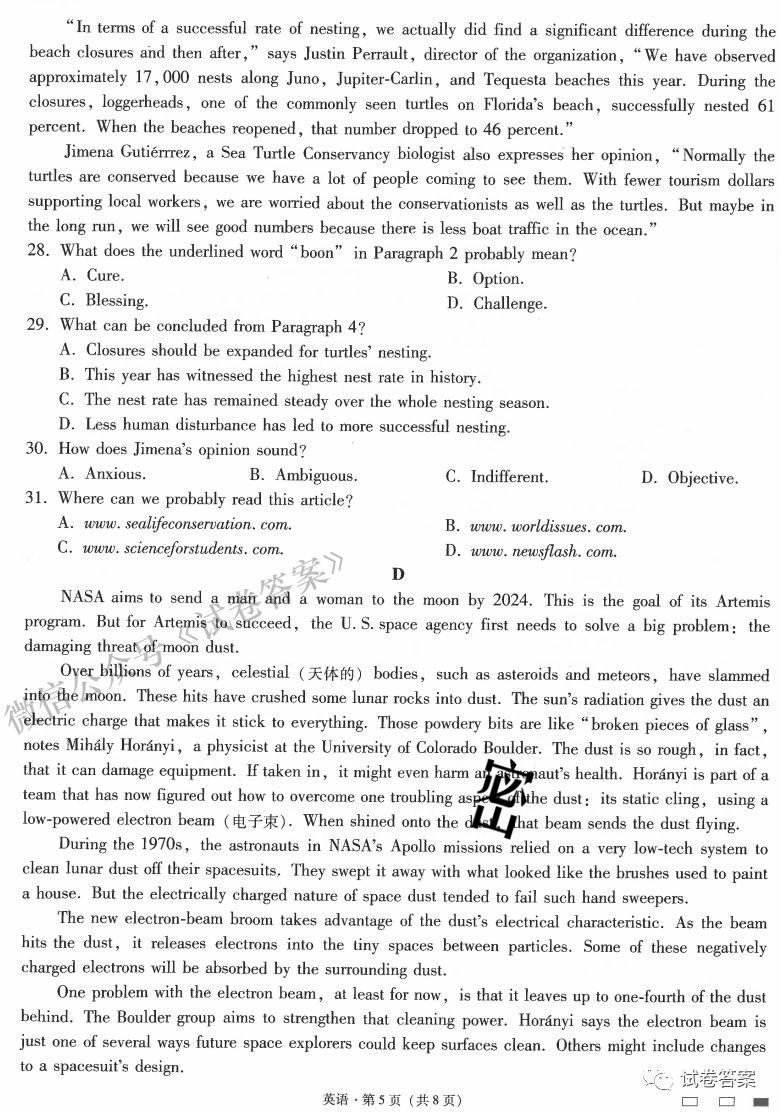 “In terms of a successful rate of nesting, we actually did find a significant difference during the
beach closures and then after,” says Justin Perrault, director of the organization, “We have observed
approximately 17,000 nests along Juno, Jupiter-Carlin, and Tequesta beaches this year. During the
closures, loggerheads, one of the commonly seen turtles on Florida's beach, successfully nested 61
percent. When the beaches reopened, that number dropped to 46 percent.”
Jimena Gutiérrrez, a Sea Turtle Conservancy biologist also expresses her opinion, “Normally the
turtles are conserved because we have a lot of people coming to see them. With fewer tourism dollars
supporting local workers, we are worried about the conservationists as well as the turtles. But maybe in
the long run, we will see good numbers because there is less boat traffic in the ocean.”
28. What does the underlined word “boon” in Paragraph 2 probably mean?
A. Cure. B. Option.
C. Blessing. D. Challenge.
29. What can be concluded from Paragraph 4?
A. Closures should be expanded for turtles' nesting.
B. This year has witnessed the highest nest rate in history.
C. The nest rate has remained steady over the whole nesting season.
D. Less human disturbance has led to more successful nesting.
30. How does Jimena's opinion sound?
A. Anxious. B. Ambiguous. C. Indifferent. D. Objective.
31. Where can we probably read this article?
A. www.sealifeconservation.com. B. www.worldissues.com.
C. www.scienceforstudents.com. D. www.newsflash.com.
D
NASA aims to send a man and a woman to the moon by 2024. This is the goal of its Artemis
program. But for Artemis to succeed, the U.S. space agency first needs to solve a big problem: the
damaging threat of moon dust.
Over billions of years, celestial (天体的) bodies, such as asteroids and meteors, have slammed
into the moon. These hits have crushed some lunar rocks into dust. The sun's radiation gives the dust an
electric charge that makes it stick to everything. Those powdery bits are like “broken pieces of glass”,
notes Mihály Horányi, a physicist at the University of Colorado Boulder. The dust is so rough, in fact,
that it can damage equipment. If taken in, it might even harm an astronaut's health. Horányi is part of a
team that has now figured out how to overcome one troubling aspect of the dust: its static cling, using a
low-powered electron beam (电子束). When shined onto the dust, that beam sends the dust flying.
During the 1970s, the astronauts in NASA's Apollo missions relied on a very low-tech system to
clean lunar dust off their spacesuits. They swept it away with what looked like the brushes used to paint
a house. But the electrically charged nature of space dust tended to fail such hand sweepers.
The new electron-beam broom takes advantage of the dust's electrical characteristic. As the beam
hits the dust, it releases electrons into the tiny spaces between particles. Some of these negatively
charged electrons will be absorbed by the surrounding dust.
One problem with the electron beam, at least for now, is that it leaves up to one-fourth of the dust
behind. The Boulder group aims to strengthen that cleaning power. Horányi says the electron beam is
just one of several ways future space explorers could keep surfaces clean. Others might include changes
to a spacesuit's design.
英语·第5页(共8页)
微信公众号《试卷答案》
试卷答案